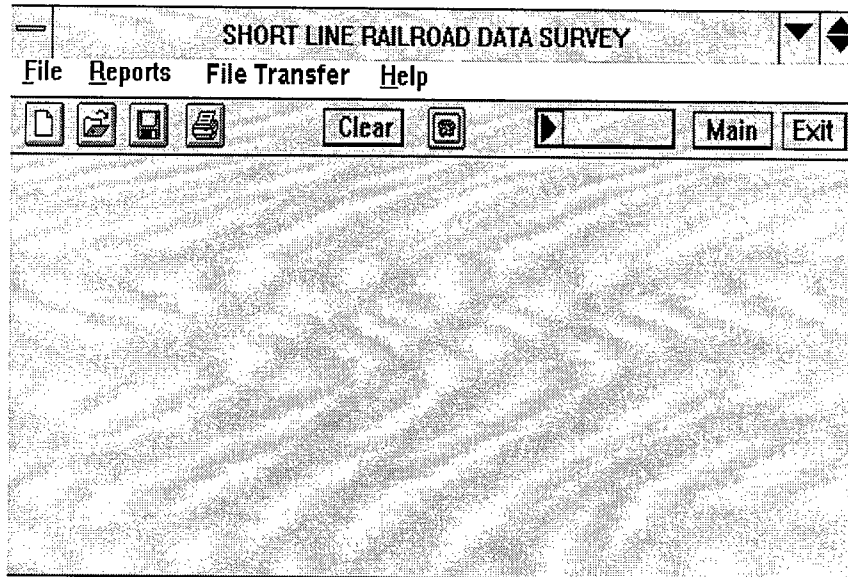 SHORT LINE RAILROAD DATA SURVEY
File Reports File Transfer Help
Clear Main Exit